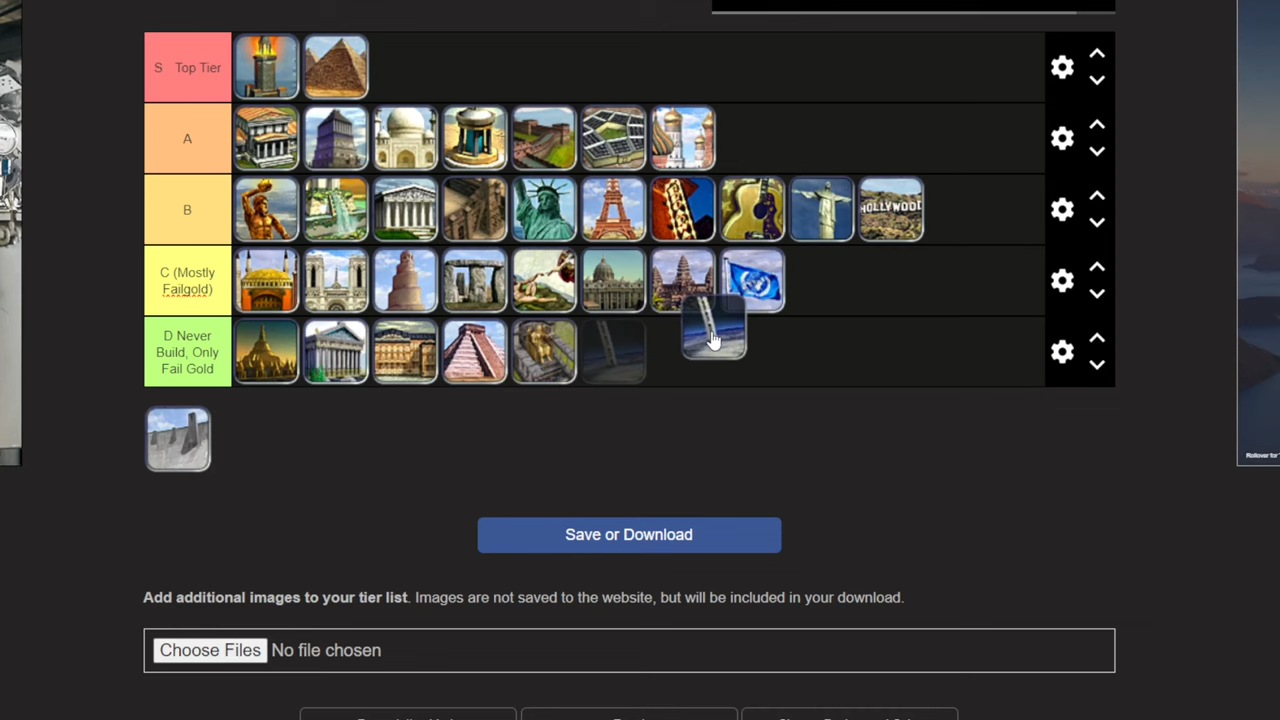 S Top Tier
A
B
HOLLYWOOD
C (Mostly
Failgold)
D Never
Build, Only
Fail Gold
Save or Download
Add additional images to your tier list. Images are not saved to the website, but will be included in your download.
Choose Files No file chosen
Rollover for